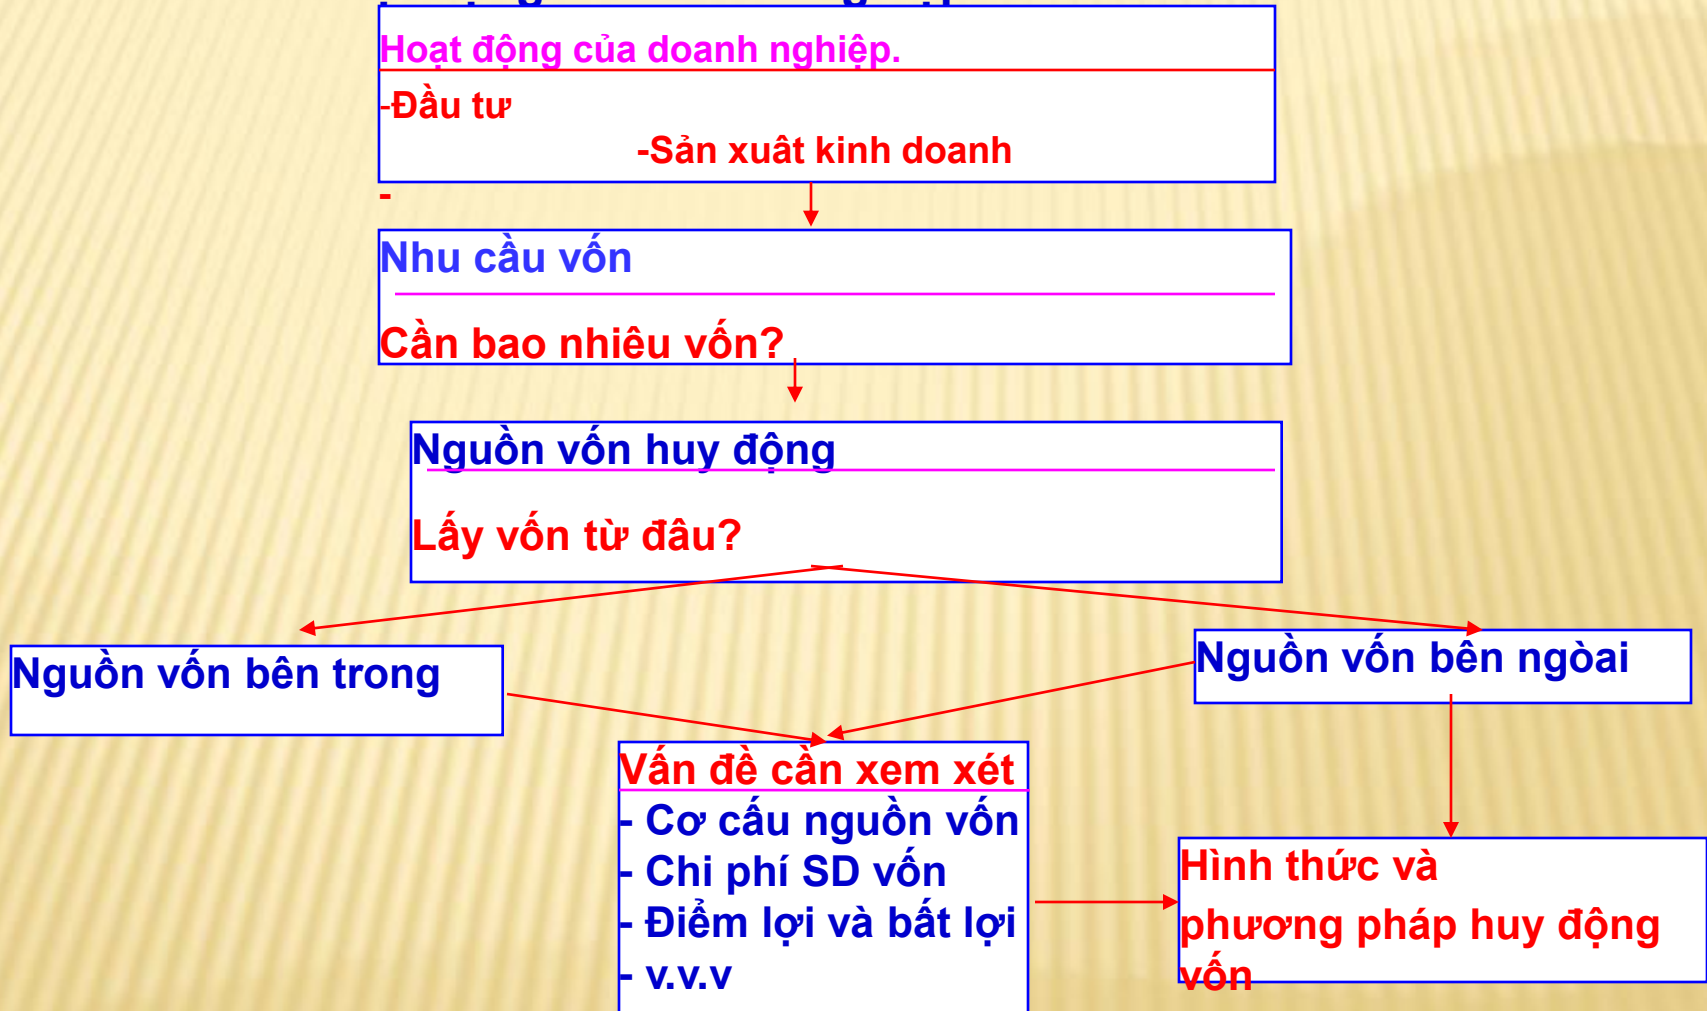 Hoạt động của doanh nghiệp.
-Đầu tư
-Sản xuât kinh doanh
-
Nhu cầu vốn
Cần bao nhiêu vốn?
Nguồn vốn huy động
Lấy vốn từ đâu?
Nguồn vốn bên trong
Nguồn vốn bên ngòai
Vấn đề cần xem xét
- Cơ cấu nguồn vốn
- Chi phí SD vốn
- Điểm lợi và bất lợi
- v.v.v
Hình thức và
phương pháp huy động
vốn